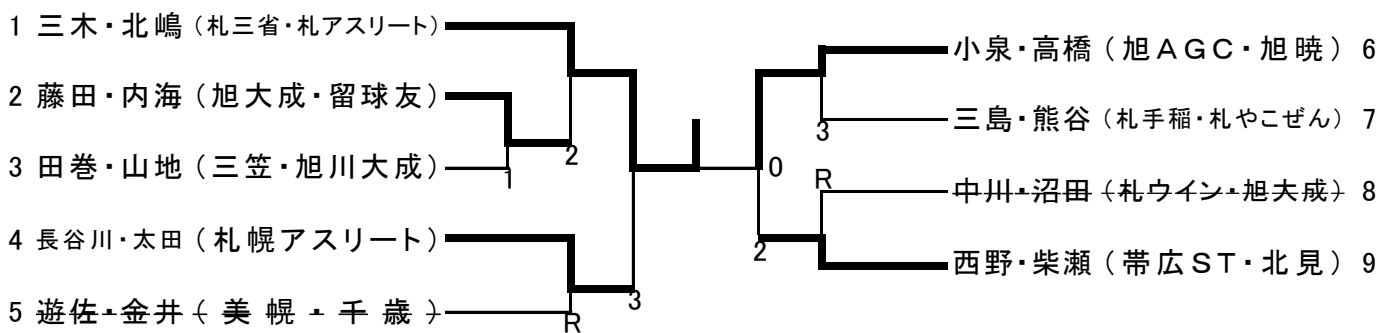 1 三木・北嶋（札三省・札アスリート）
2 藤田・内海（旭大成・留球友）
3 田巻・山地（三笠・旭川大成）
4 長谷川・太田（札幌アスリート）
5 遊佐・金井（美幌・千歳）
1
2
R
3
0
2
3
R
小泉・高橋（旭ＡＧＣ・旭暁） 6
三島・熊谷（札手稲・札やこぜん） 7
中川・沼田（札ウイン・旭大成） 8
西野・柴瀬（帯広ＳＴ・北見） 9